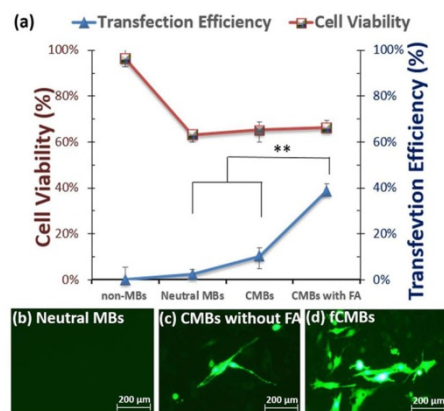 Transfection Efficiency Cell Viability
(a)
100% 100%
80% 80%
60% 60%
40% 40%
20% 20%
0% 0%
Cell Viability (%)
Transfevtion Efficiency (%)
**
non-MBs Neutral MBs CMBs CMBs with FA
(b) Neutral MBs (c) CMBs without FA (d) fCMBs
200 µm 200 µm 200 µm